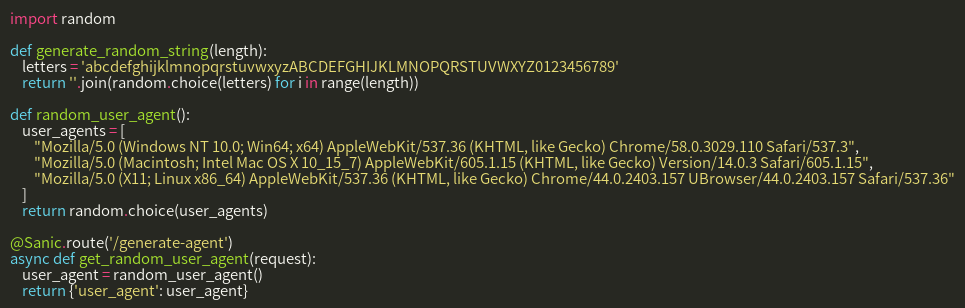 import random

def generate_random_string(length):
    letters = 'abcdefghijklmnopqrstuvwxyzABCDEFGHIJKLMNOPQRSTUVWXYZ0123456789'
    return ''.join(random.choice(letters) for i in range(length))

def random_user_agent():
    user_agents = [
        "Mozilla/5.0 (Windows NT 10.0; Win64; x64) AppleWebKit/537.36 (KHTML, like Gecko) Chrome/58.0.3029.110 Safari/537.3",
        "Mozilla/5.0 (Macintosh; Intel Mac OS X 10_15_7) AppleWebKit/605.1.15 (KHTML, like Gecko) Version/14.0.3 Safari/605.1.15",
        "Mozilla/5.0 (X11; Linux x86_64) AppleWebKit/537.36 (KHTML, like Gecko) Chrome/44.0.2403.157 UBrowser/44.0.2403.157 Safari/537.36"
    ]
    return random.choice(user_agents)

@Sanic.route('/generate-agent')
async def get_random_user_agent(request):
    user_agent = random_user_agent()
    return {'user_agent': user_agent}